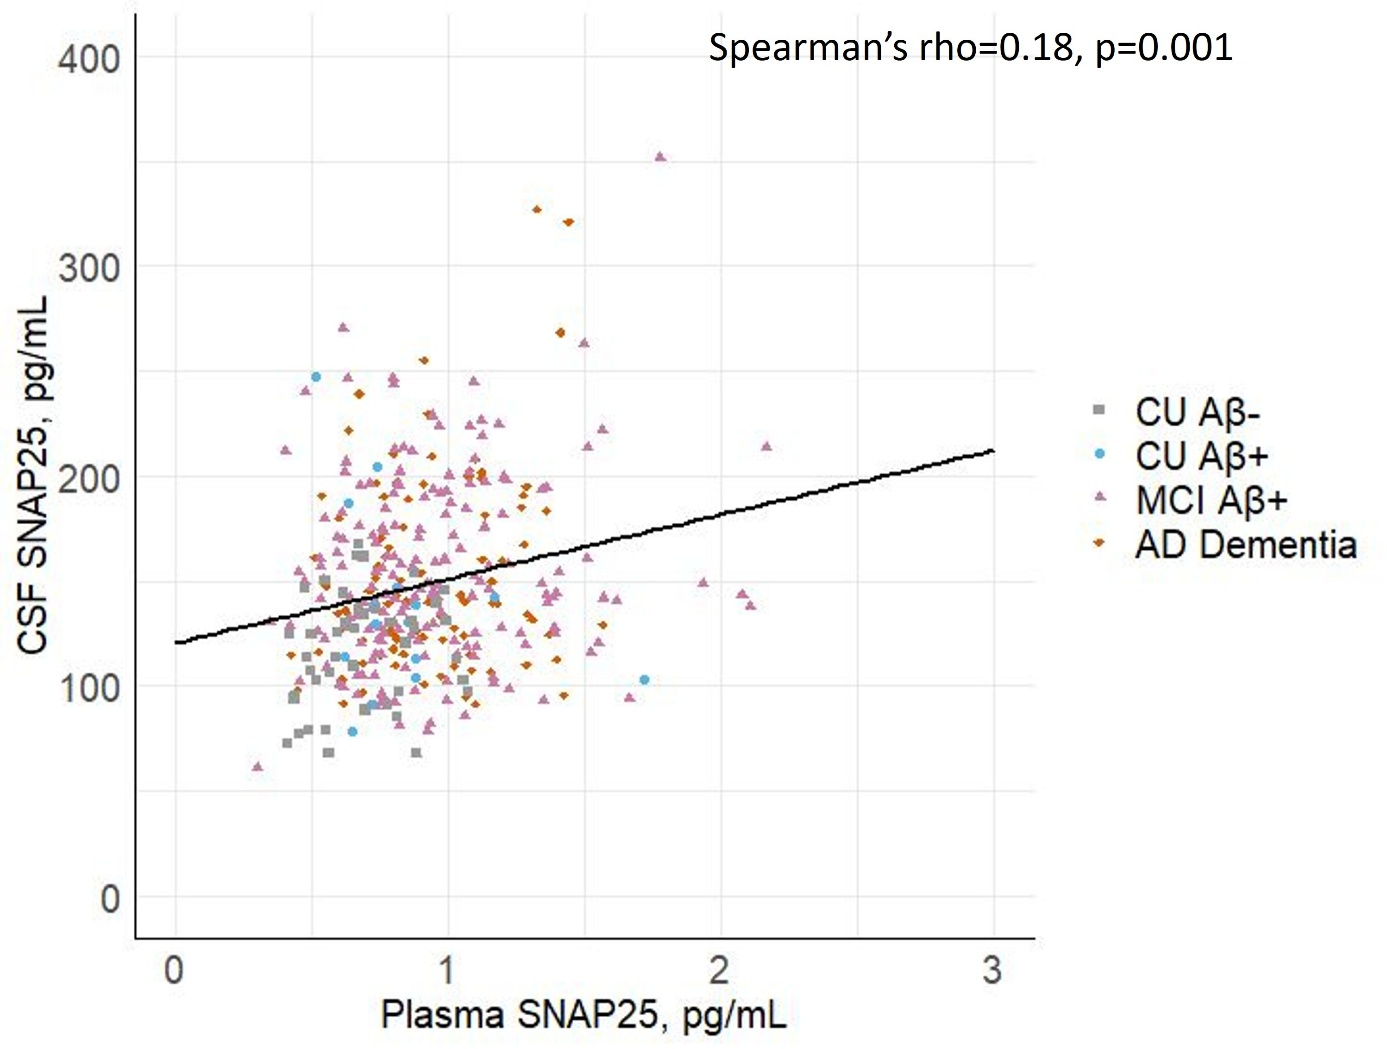 Spearman’s rho=0.18, p=0.001
400
300
200
100
0
CSF SNAP25, pg/mL
0 1 2 3
Plasma SNAP25, pg/mL
CU Aβ-
CU Aβ+
MCI Aβ+
AD Dementia